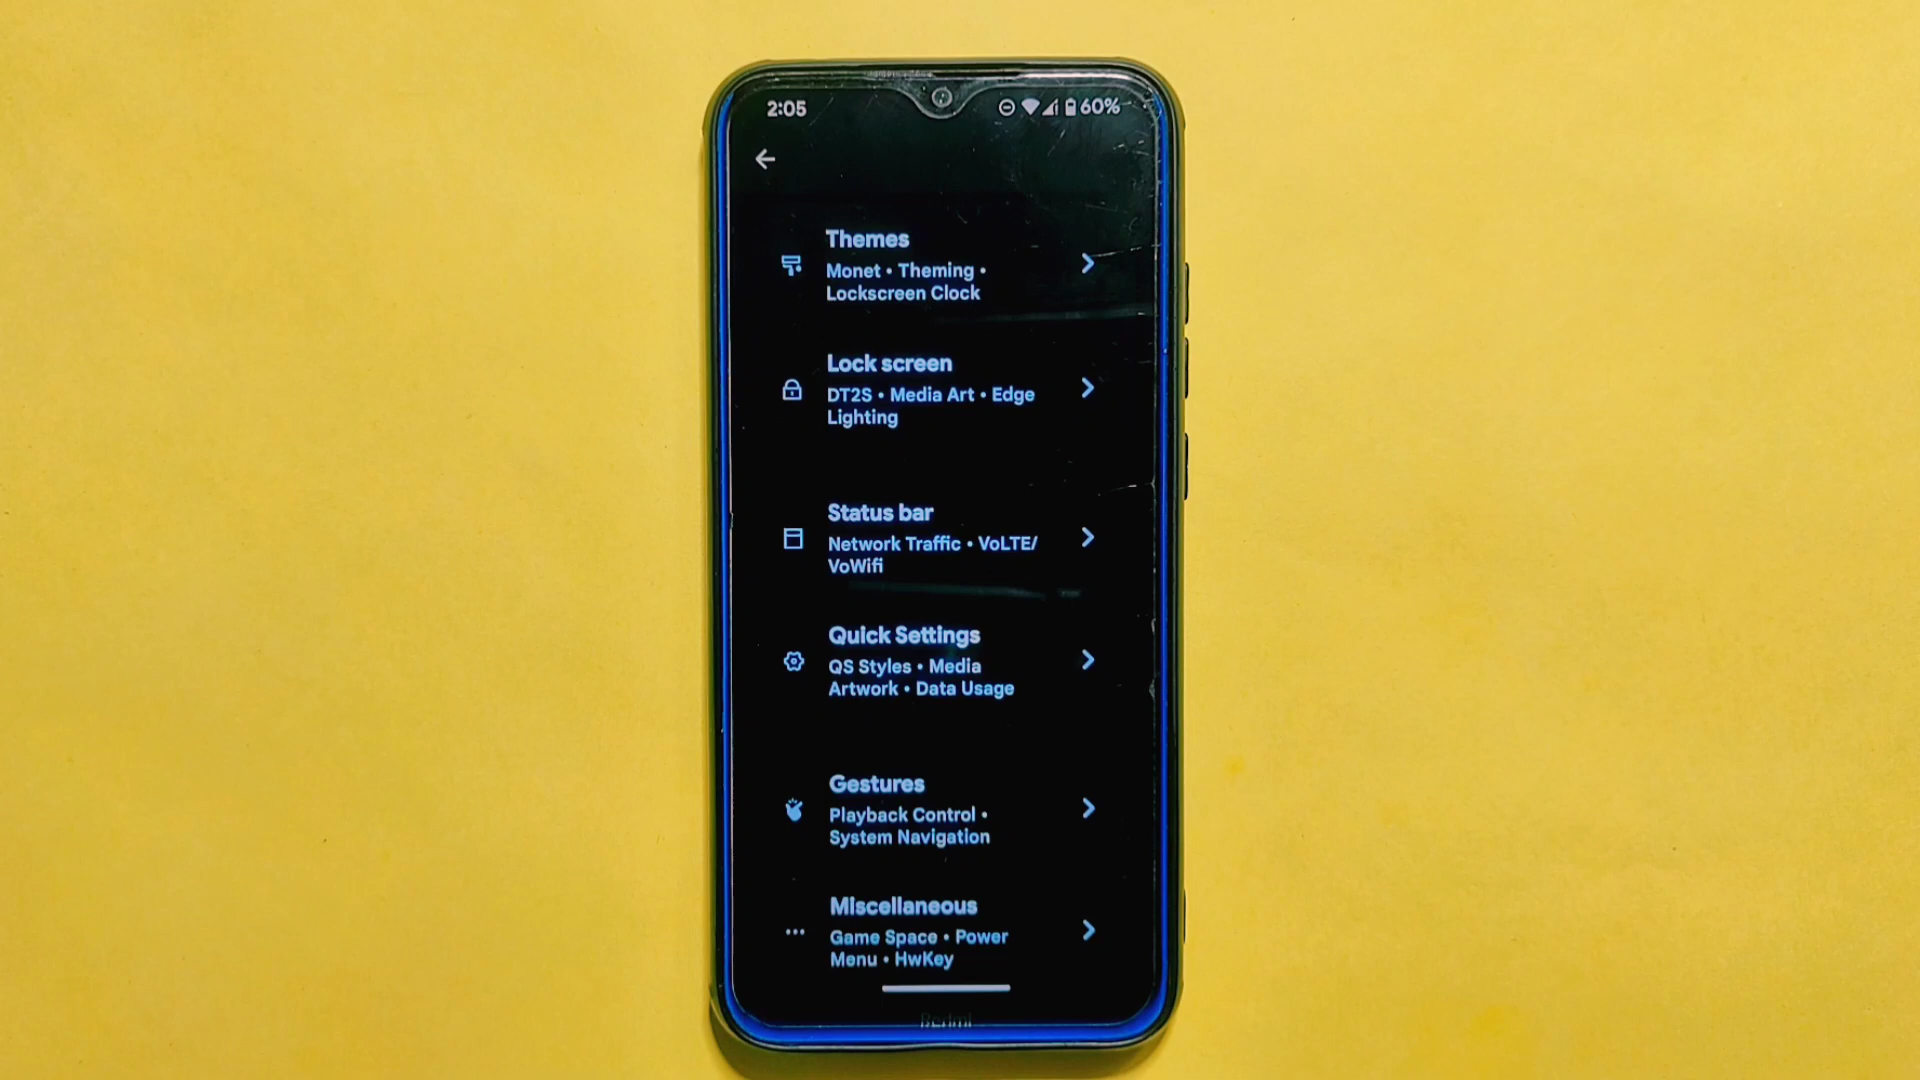 2:05
60%
Themes
Monet • Theming •
Lockscreen Clock
Lock screen
DT2S • Media Art • Edge
Lighting
Status bar
Network Traffic • VoLTE/
VoWifi
Quick Settings
QS Styles • Media
Artwork • Data Usage
Gestures
Playback Control •
System Navigation
Miscellaneous
Game Space • Power
Menu • HwKey
Redmi